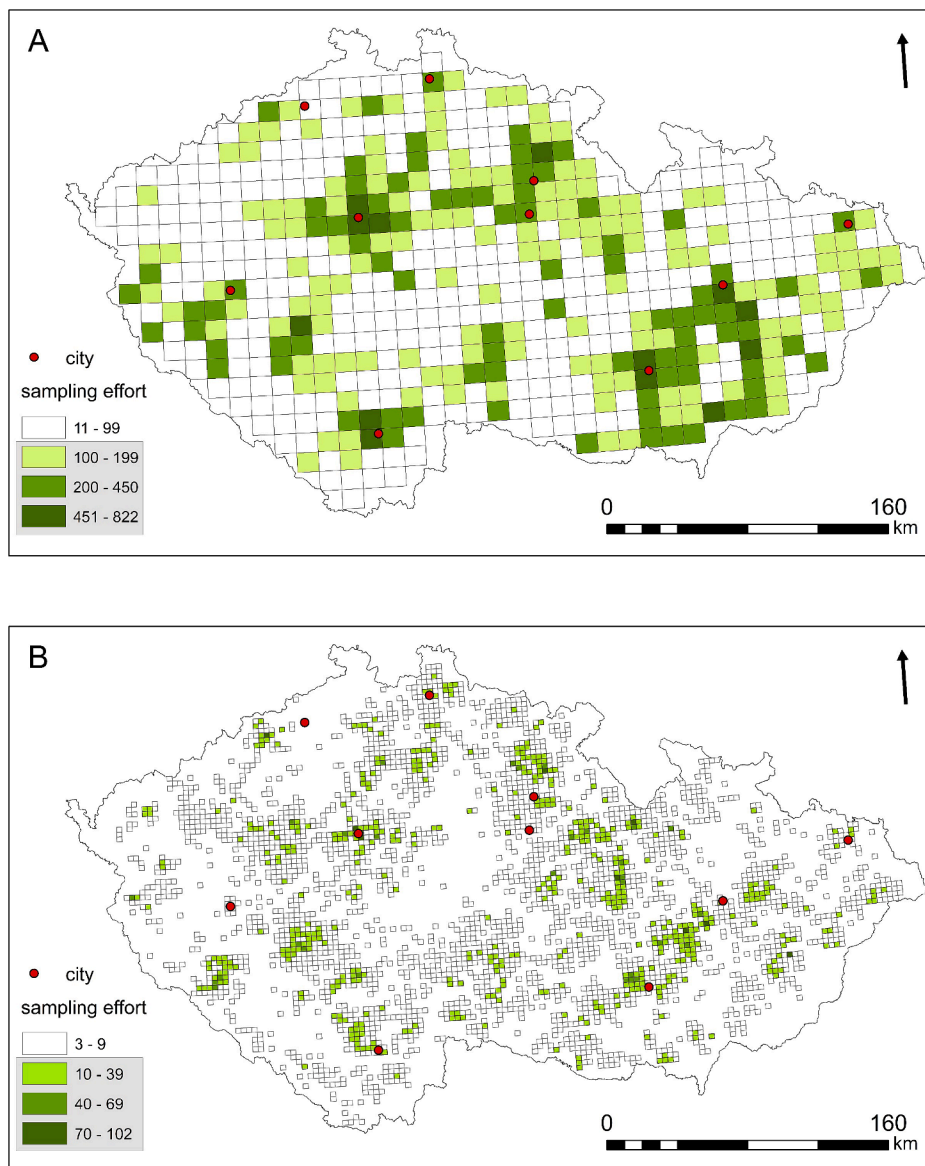 A
city
sampling effort
11 - 99
100 - 199
200 - 450
451 - 822
0 160
km
B
city
sampling effort
3 - 9
10 - 39
40 - 69
70 - 102
0 160
km